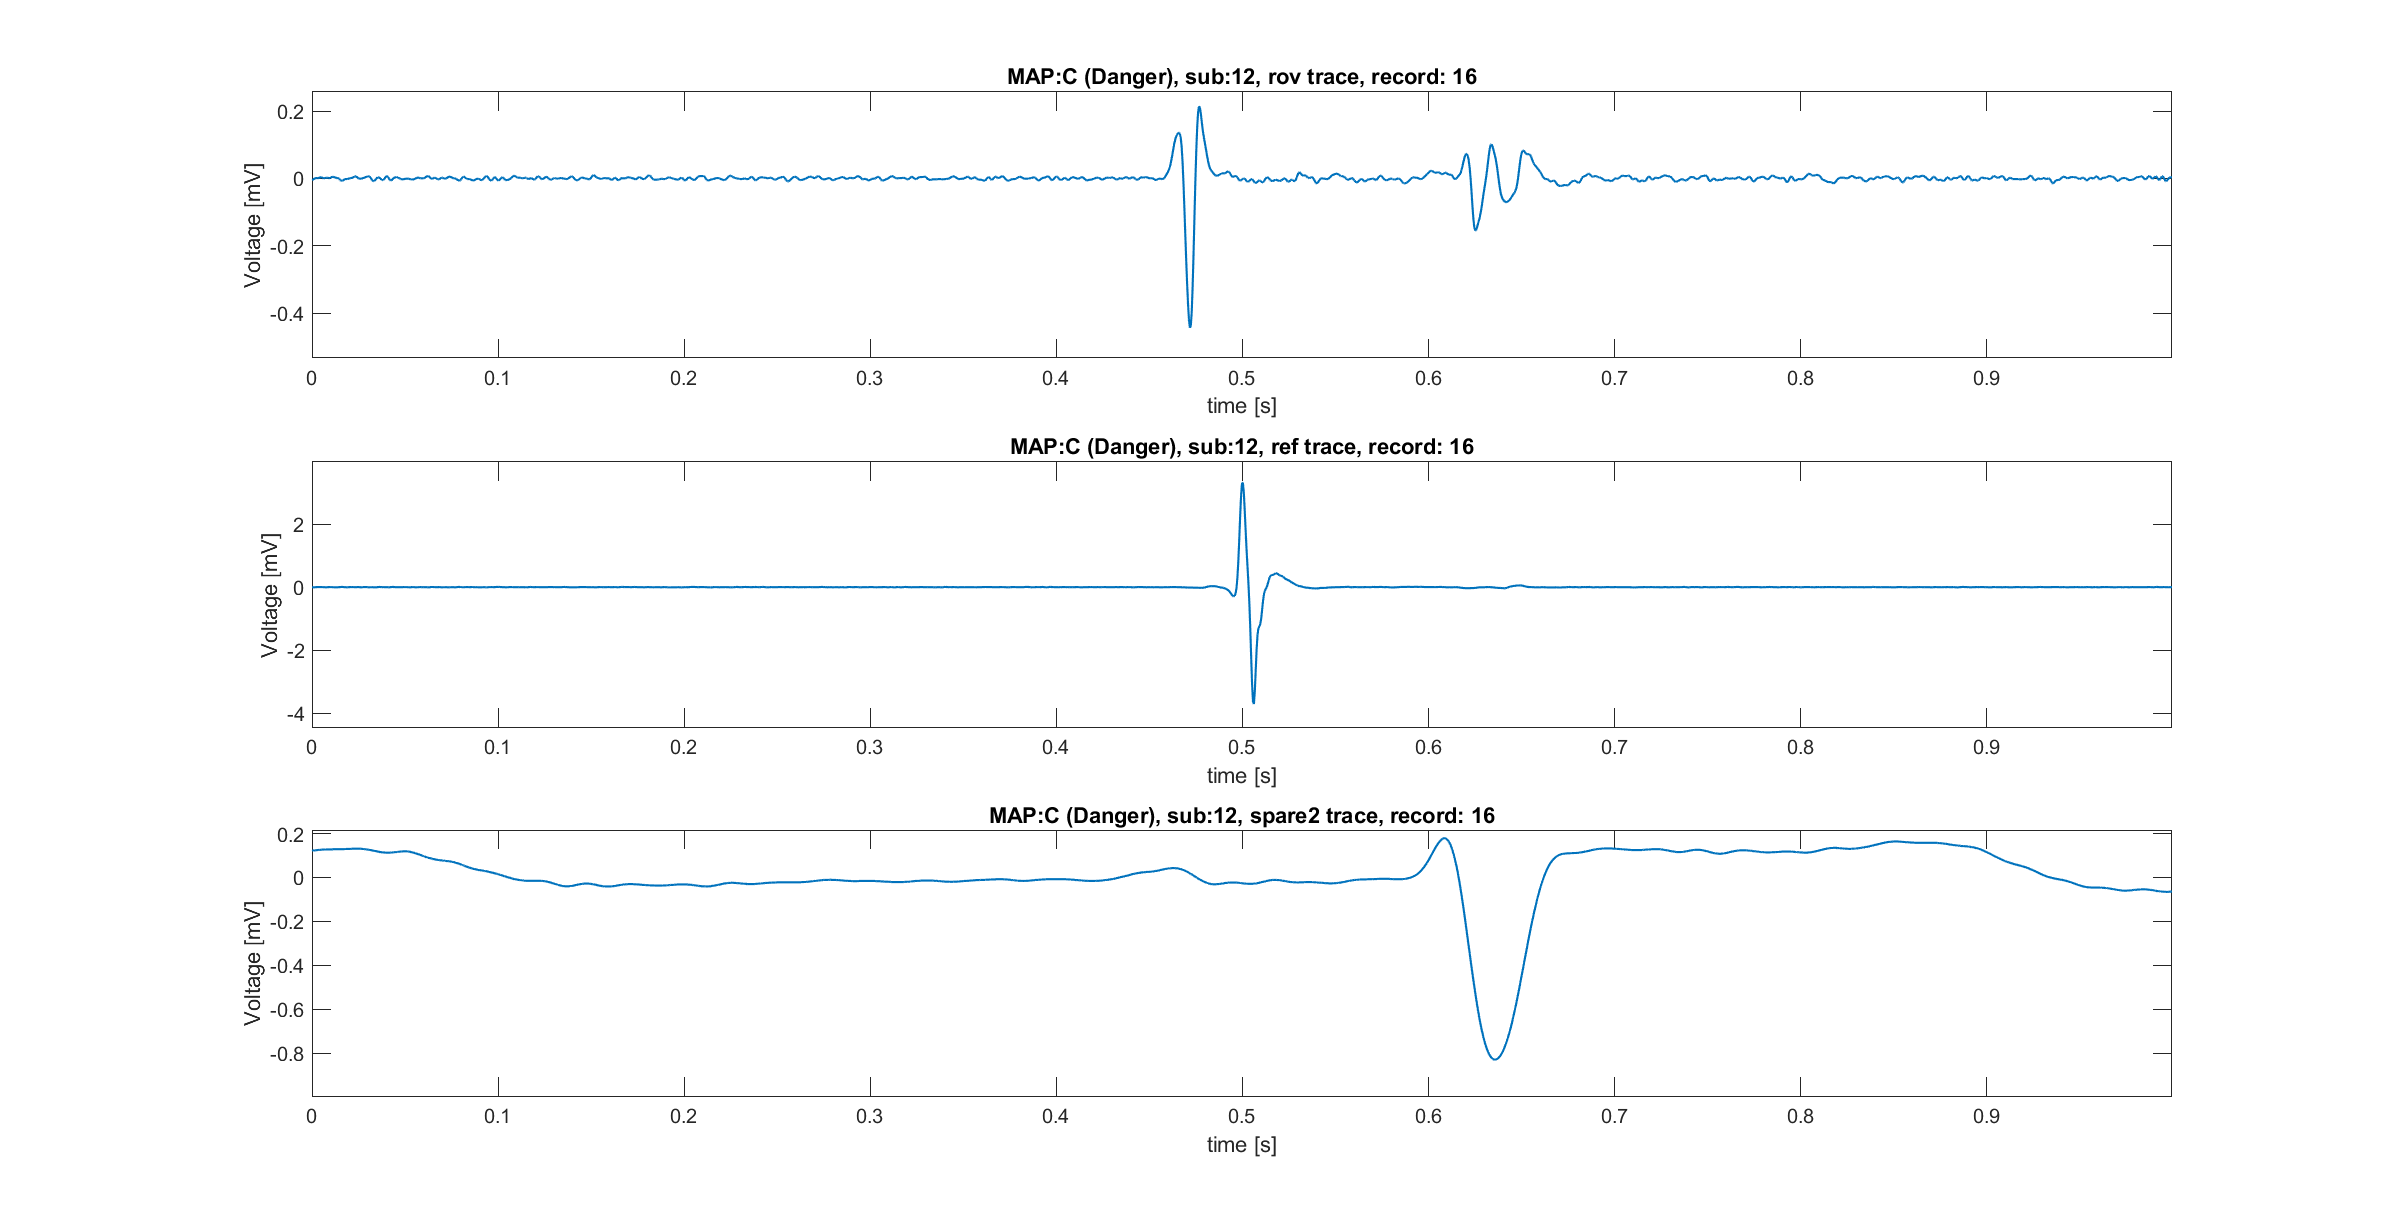 MAP:C (Danger), sub:12, rov trace, record: 16
0.2
0
-0.2
-0.4
Voltage [mV]
0 0.1 0.2 0.3 0.4 0.5 0.6 0.7 0.8 0.9
time [s]
MAP:C (Danger), sub:12, ref trace, record: 16
2
0
-2
-4
Voltage [mV]
0 0.1 0.2 0.3 0.4 0.5 0.6 0.7 0.8 0.9
time [s]
MAP:C (Danger), sub:12, spare2 trace, record: 16
0.2
0
-0.2
-0.4
-0.6
-0.8
Voltage [mV]
0 0.1 0.2 0.3 0.4 0.5 0.6 0.7 0.8 0.9
time [s]